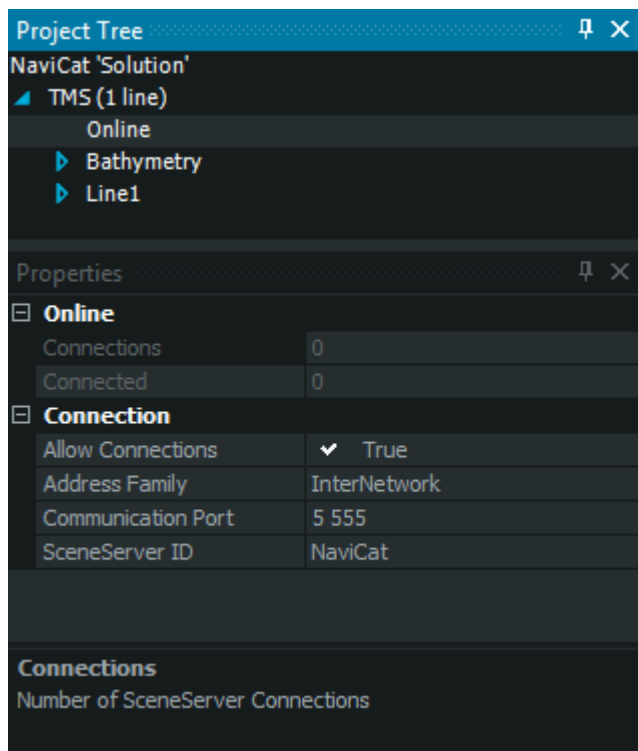 Project Tree
NaviCat 'Solution'
TMS (1 line)
Online
Bathymetry
Line1
Properties
Online
Connections 0
Connected 0
Connection
Allow Connections True
Address Family InterNetwork
Communication Port 5 555
SceneServer ID NaviCat
Connections
Number of SceneServer Connections